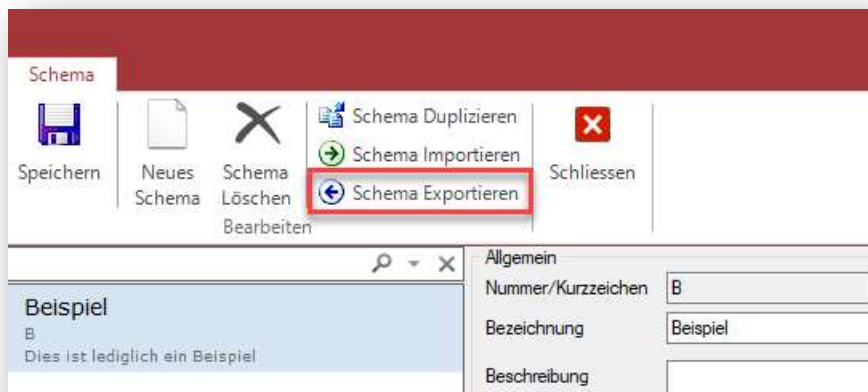 Schema
Speichern
Neues
Schema
Schema
Löschen
Schema Duplizieren
Schema Importieren
Schema Exportieren
Bearbeiten
Schliessen
Beispiel
B
Dies ist lediglich ein Beispiel
Allgemein
Nummer/Kurzzeichen B
Bezeichnung Beispiel
Beschreibung